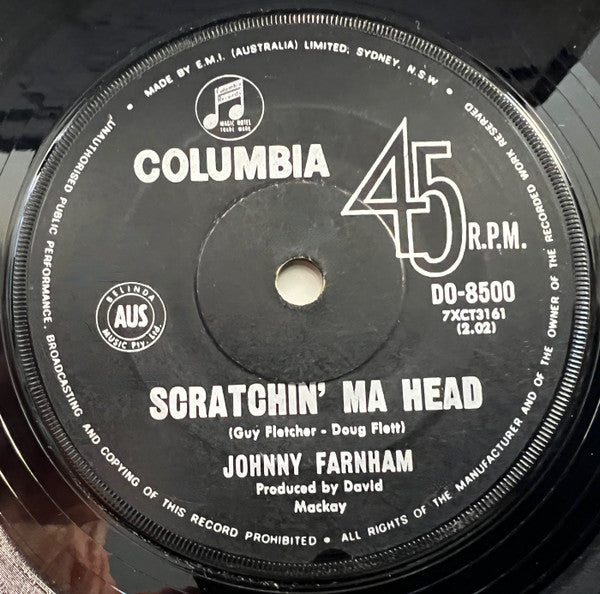 MADE BY E.M.I. (AUSTRALIA) LIMITED, SYDNEY, N.S.W.
MAGIC NOTES
TRADE MARK
COLUMBIA
45 R.P.M.
DO-8500
7XCT3161
(2.02)
BELINDA
AUS
MUSIC Pty. Ltd.
SCRATCHIN' MA HEAD
(Guy Fletcher - Doug Flett)
JOHNNY FARNHAM
Produced by David
Mackay
UNAUTHORISED PUBLIC PERFORMANCE, BROADCASTING AND COPYING OF THIS RECORD PROHIBITED • ALL RIGHTS OF THE MANUFACTURER AND OF THE OWNER OF THE RECORDED WORK RESERVED